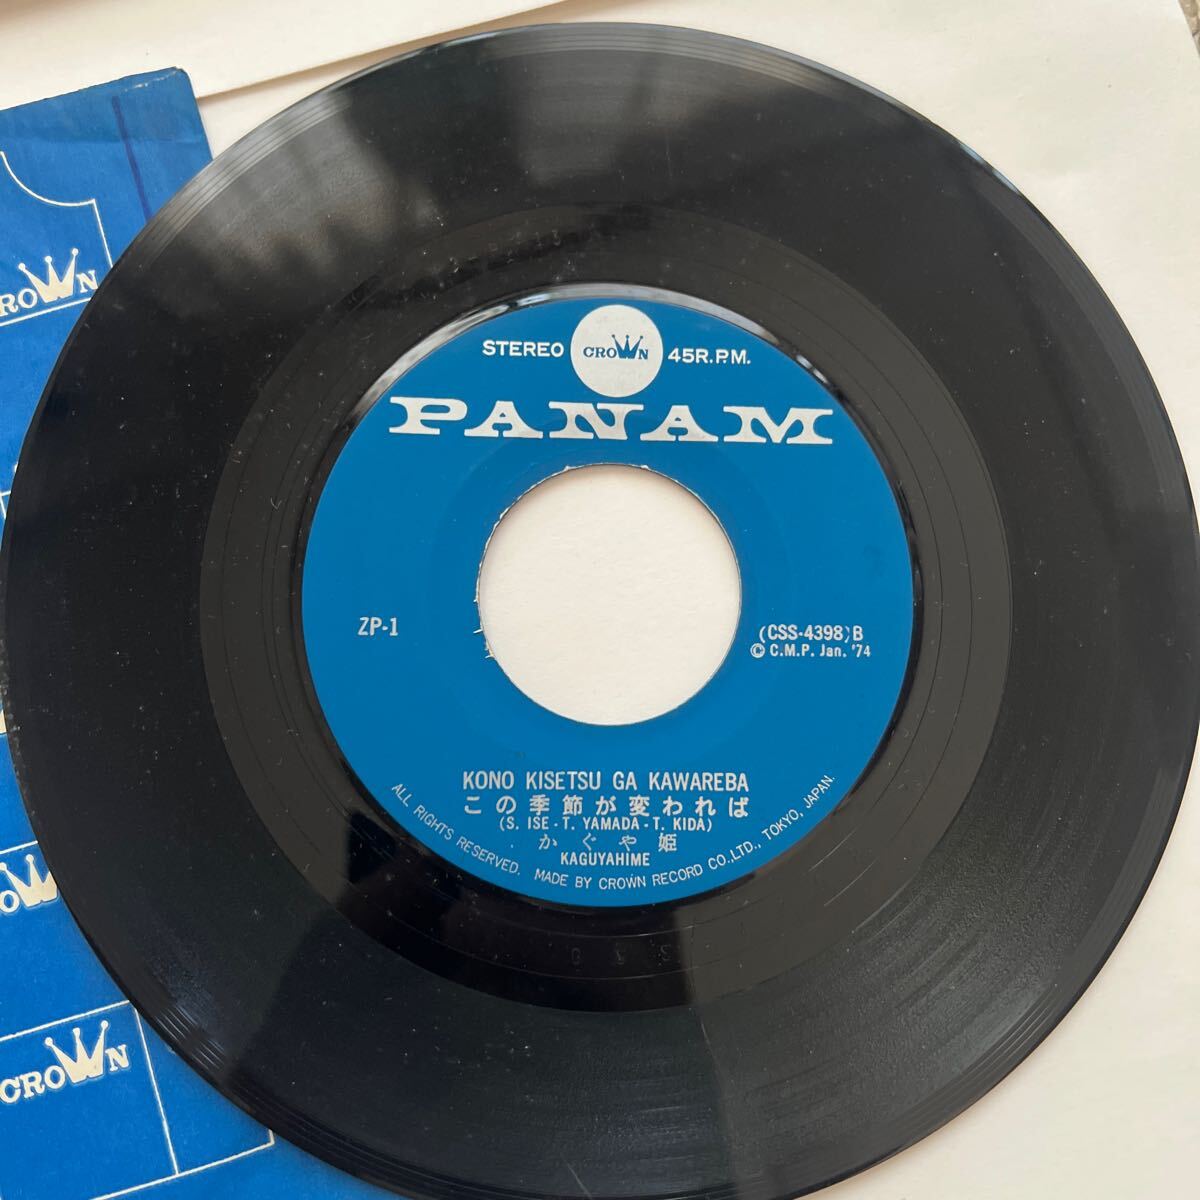 STEREO CROWN 45R.P.M.
PANAM
ZP-1
(CSS-4398) B
© C.M.P. Jan. '74
KONO KISETSU GA KAWAREBA
この季節が変われば
(S. ISE - T. YAMADA - T. KIDA)
かぐや姫
KAGUYAHIME
ALL RIGHTS RESERVED. MADE BY CROWN RECORD CO., LTD., TOKYO, JAPAN.
CROWN
CROWN